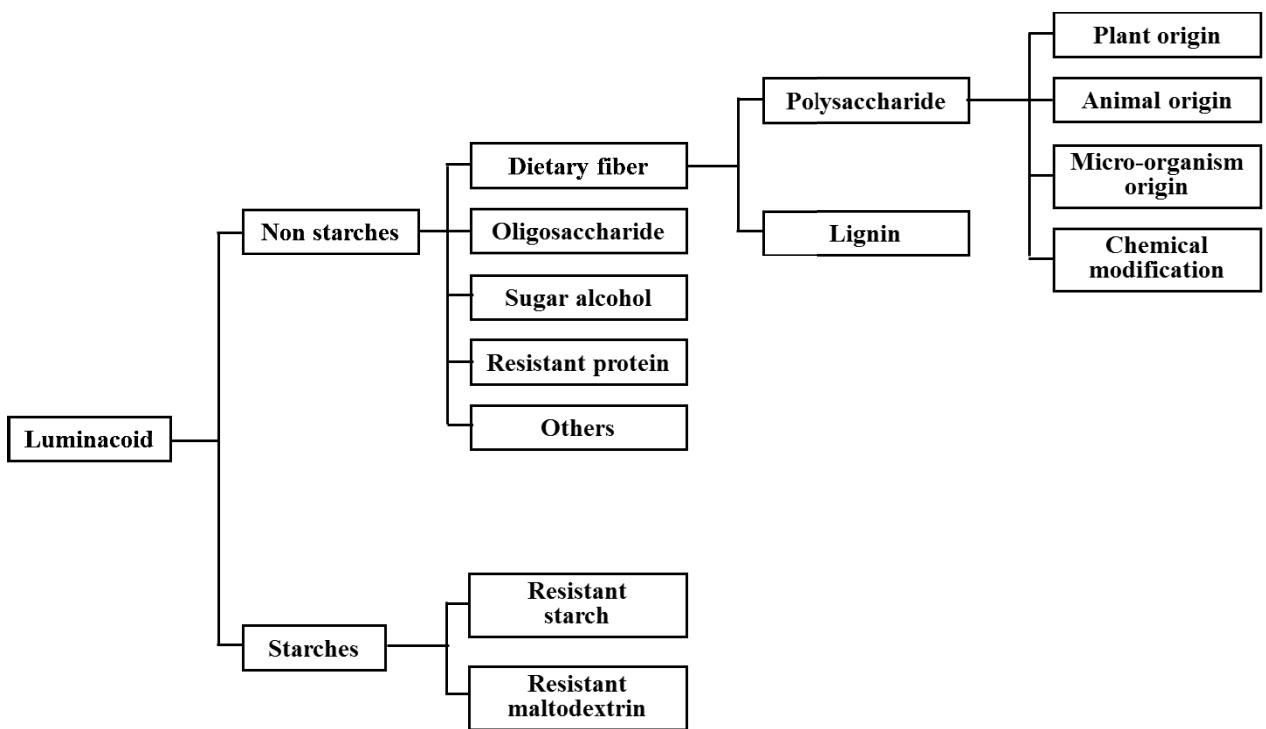 Plant origin
Polysaccharide
Animal origin
Dietary fiber
Micro-organism
origin
Non starches
Oligosaccharide
Lignin
Chemical
modification
Sugar alcohol
Resistant protein
Luminacoid
Others
Resistant
starch
Starches
Resistant
maltodextrin